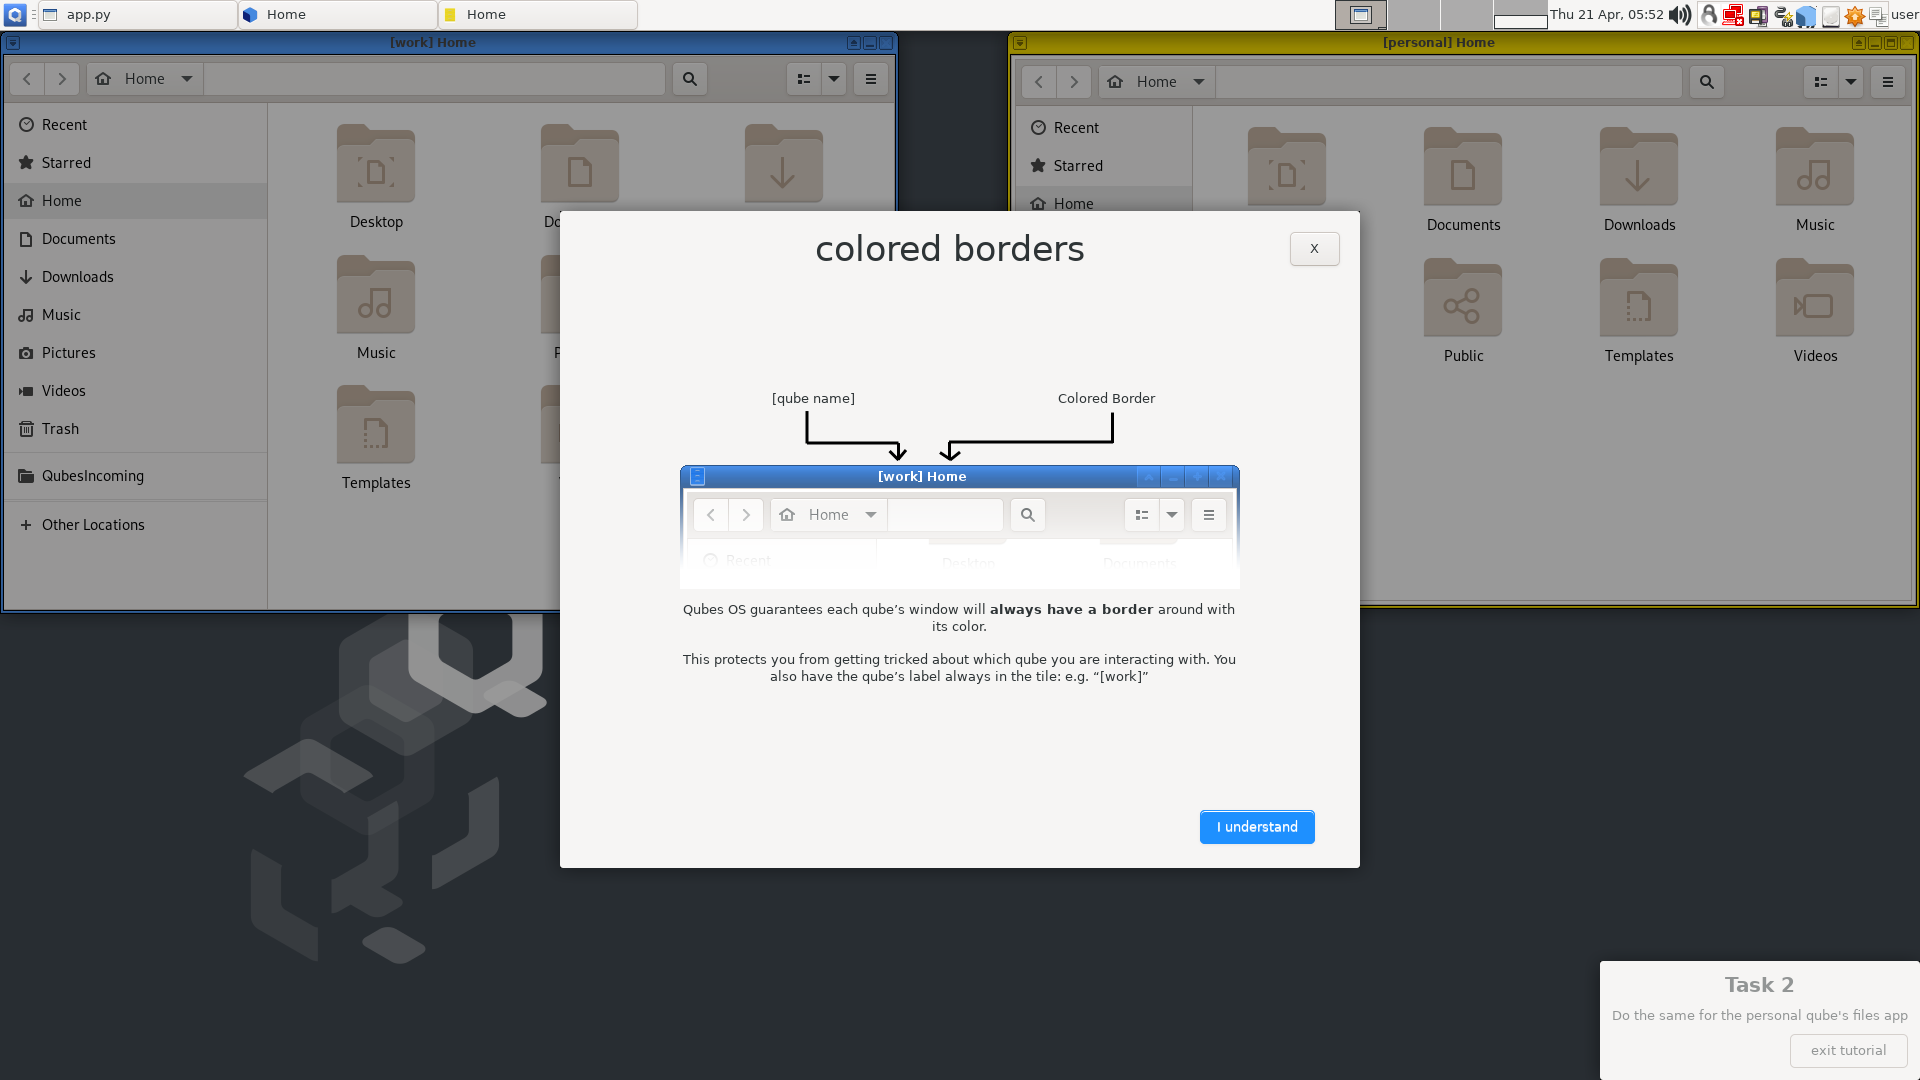 app.py
Home
Home
Thu 21 Apr, 05:52
user
[work] Home
Home
Recent
Starred
Home
Documents
Downloads
Music
Pictures
Videos
Trash
QubesIncoming
Other Locations
Desktop
Do
Music
P
Templates
[personal] Home
Home
Recent
Starred
Home
Documents
Downloads
Music
Public
Templates
Videos
colored borders
X
[qube name]
Colored Border
[work] Home
Home
Recent
Desktop
Documents
Qubes OS guarantees each qube’s window will always have a border around with
its color.
This protects you from getting tricked about which qube you are interacting with. You
also have the qube’s label always in the tile: e.g. “[work]”
I understand
Task 2
Do the same for the personal qube's files app
exit tutorial